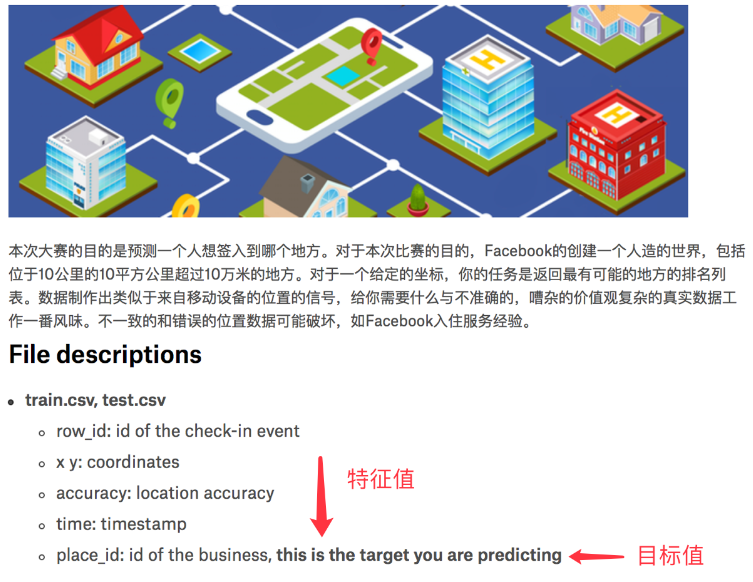 H
H
本次大赛的目的是预测一个人想签入到哪个地方。对于本次比赛的目的，Facebook的创建一个人造的世界，包括
位于10公里的10平方公里超过10万米的地方。对于一个给定的坐标，你的任务是返回最有可能的地方的排名列
表。数据制作出类似于来自移动设备的位置的信号，给你需要什么与不准确的，嘈杂的价值观复杂的真实数据工
作一番风味。不一致的和错误的位置数据可能破坏，如Facebook入住服务经验。
File descriptions
train.csv, test.csv
row_id: id of the check-in event
x y: coordinates
accuracy: location accuracy
特征值
time: timestamp
place_id: id of the business, this is the target you are predicting
目标值